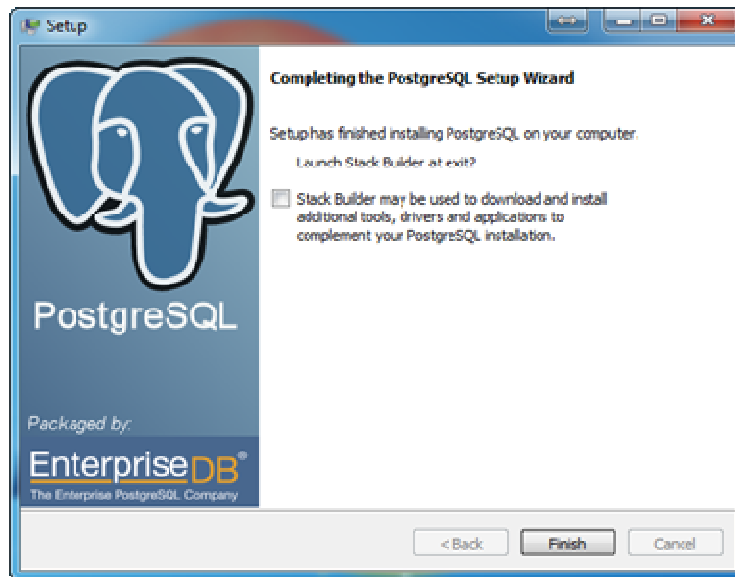 Setup
Completing the PostgreSQL Setup Wizard
Setup has finished installing PostgreSQL on your computer.
Launch Stack Builder at exit?
Stack Builder may be used to download and install
additional tools, drivers and applications to
complement your PostgreSQL installation.
PostgreSQL
Packaged by:
EnterpriseDB®
The Enterprise PostgreSQL Company
< Back
Finish
Cancel